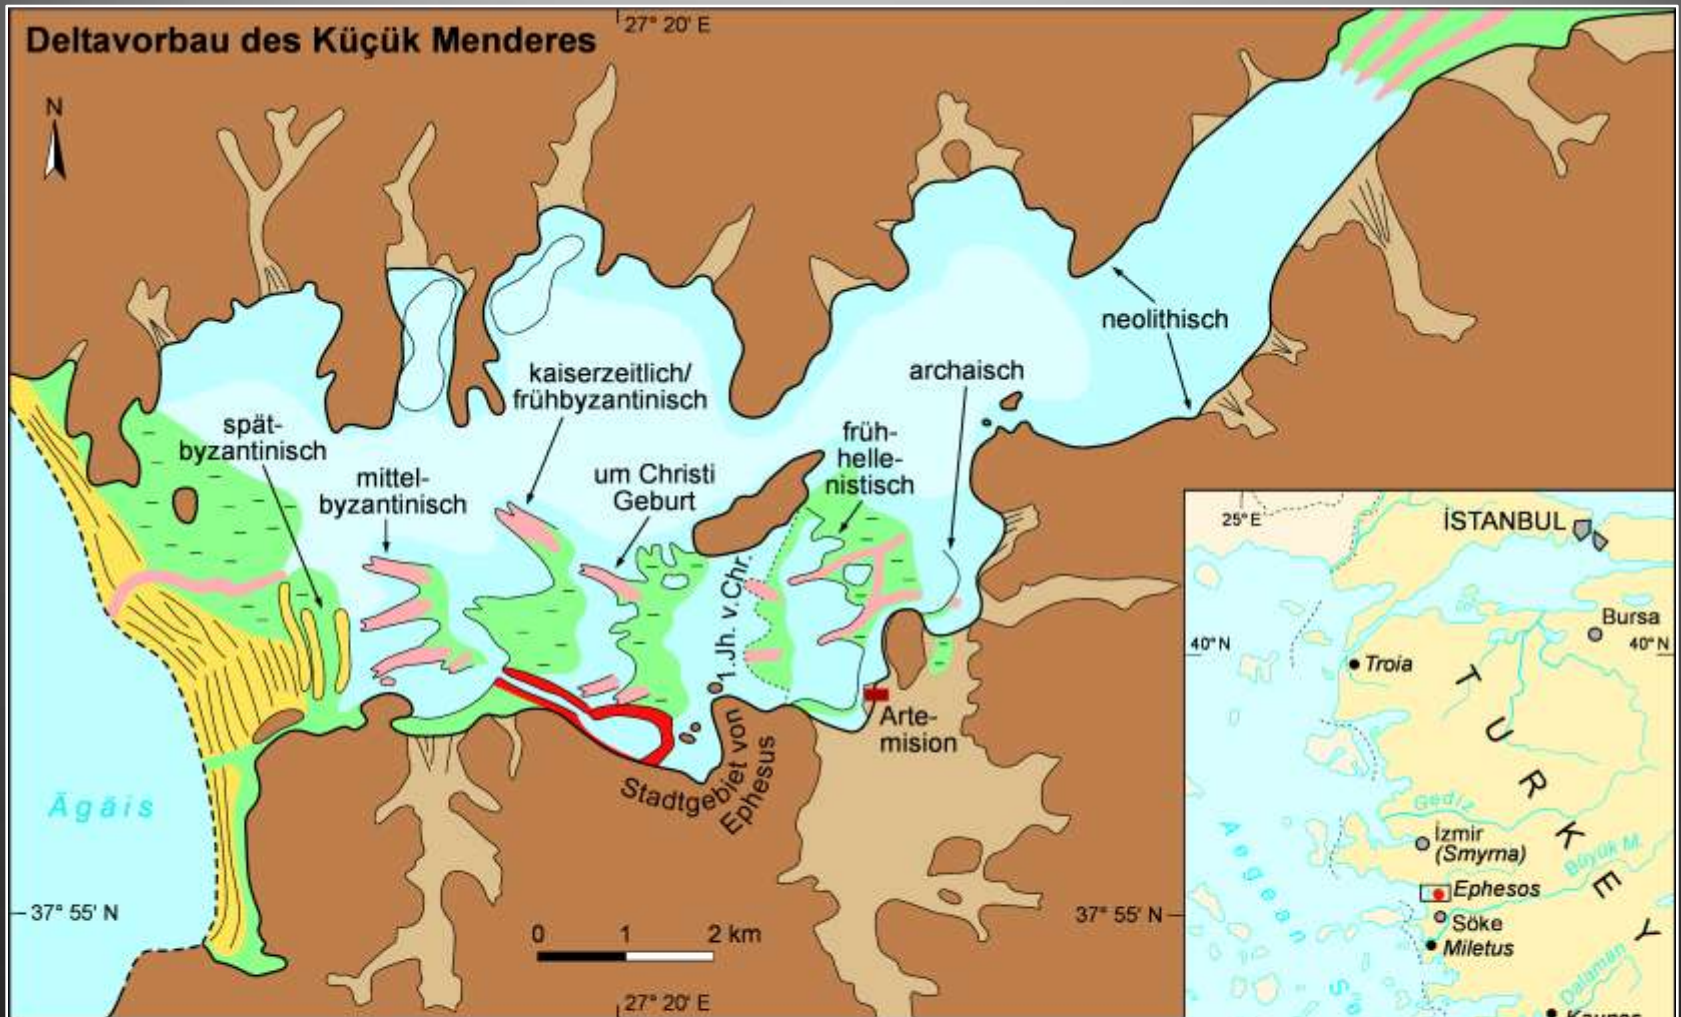 Deltavorbau des Küçük Menderes
27° 20' E
N
neolithisch
kaiserzeitlich/
frühbyzantinisch
archaisch
spät-
byzantinisch
früh-
helle-
nistisch
mittel-
byzantinisch
um Christi
Geburt
1.Jh. v.Chr.
Arte-
mision
Stadtgebiet von
Ephesus
Ägäis
37° 55' N
0 1 2 km
27° 20' E
37° 55' N
25° E
İSTANBUL
Bursa
40° N
40° N
Troia
TURKEY
Gediz
İzmir
(Smyrna)
Büyük M.
Ephesos
Söke
Miletus
Aegean
Dalaman